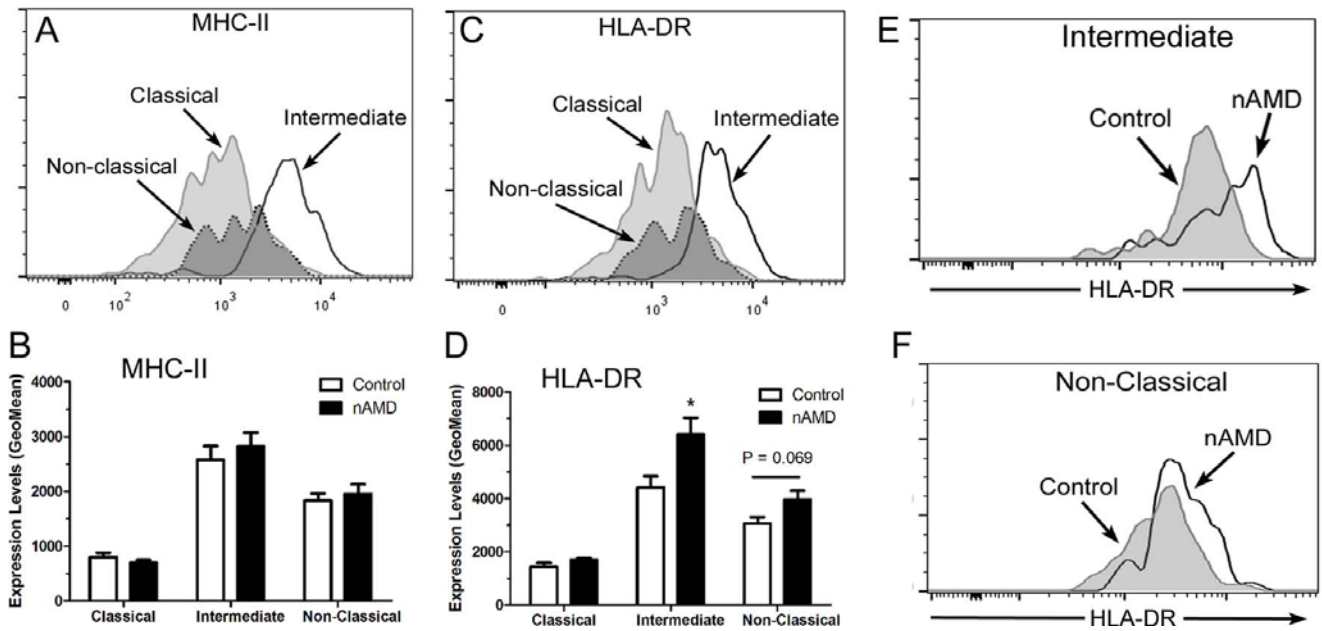 A
MHC-II
Classical
Intermediate
Non-classical
0 10² 10³ 10⁴
C
HLA-DR
Classical
Intermediate
Non-classical
0 10³ 10⁴
E
Intermediate
nAMD
Control
HLA-DR
B
MHC-II
Control
nAMD
Expression Levels (GeoMean)
4000
3000
2000
1000
0
Classical Intermediate Non-Classical
D
HLA-DR
Control
nAMD
Expression Levels (GeoMean)
8000
6000
4000
2000
0
*
P = 0.069
Classical Intermediate Non-Classical
F
Non-Classical
nAMD
Control
HLA-DR